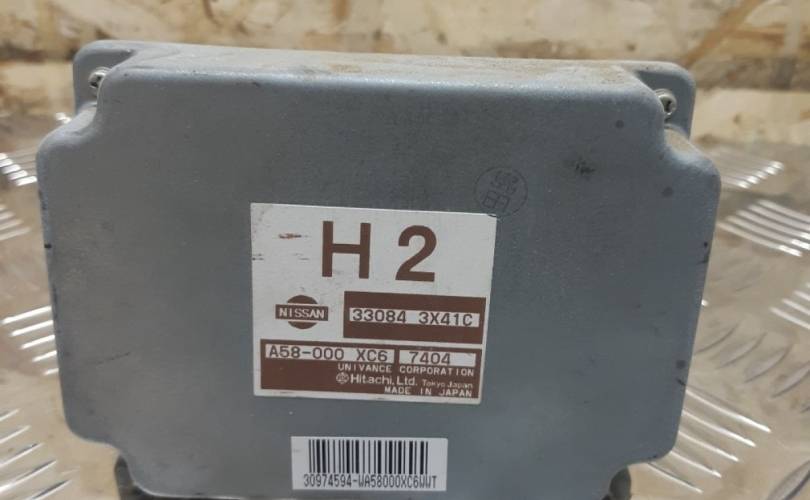 H2
NISSAN 33084 3X41C
A58-000 XC6 7404
UNIVANCE CORPORATION
Hitachi, Ltd. Tokyo Japan
MADE IN JAPAN
30974594-WA58000XC6WWT